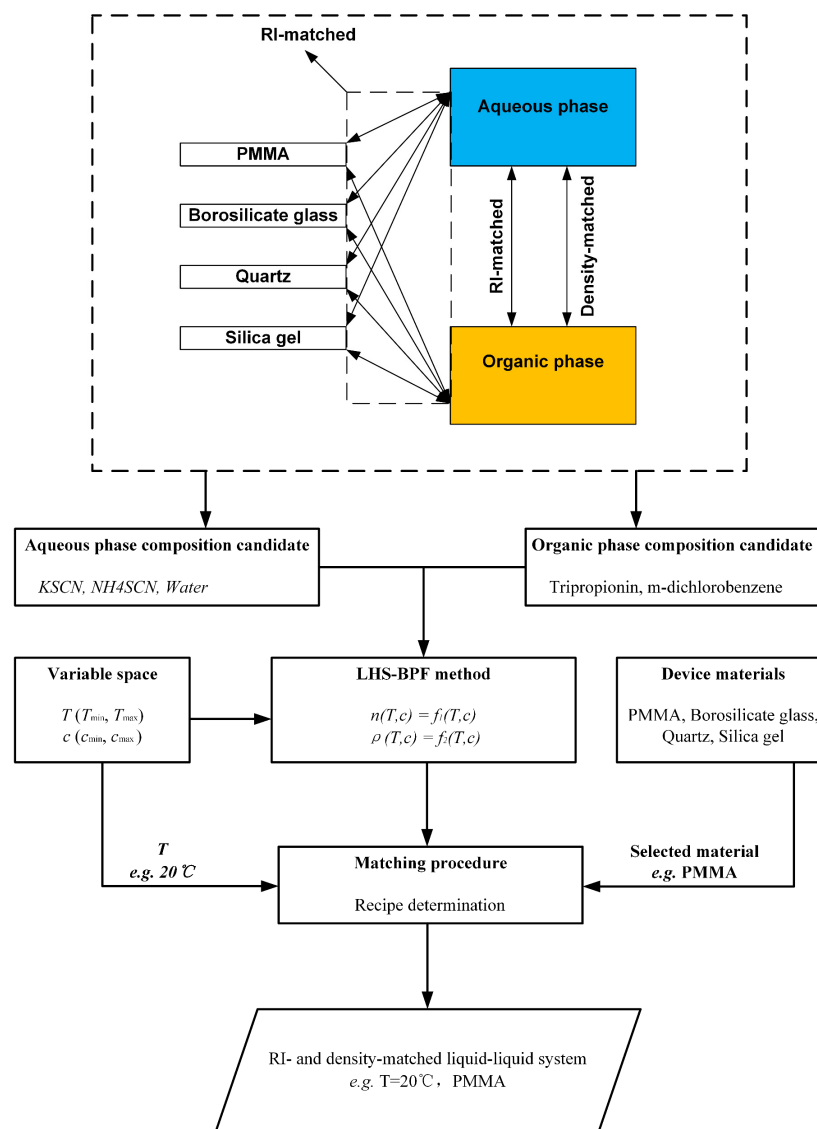 RI-matched
Aqueous phase
PMMA
Borosilicate glass
Quartz
Silica gel
RI-matched
Density-matched
Organic phase
Aqueous phase composition candidate
KSCN, NH4SCN, Water
Organic phase composition candidate
Tripropionin, m-dichlorobenzene
Variable space
T (Tmin, Tmax)
c (cmin, cmax)
LHS-BPF method
n(T,c) = f1(T,c)
ρ(T,c) = f2(T,c)
Device materials
PMMA, Borosilicate glass,
Quartz, Silica gel
T
e.g. 20℃
Matching procedure
Recipe determination
Selected material
e.g. PMMA
RI- and density-matched liquid-liquid system
e.g. T=20℃, PMMA